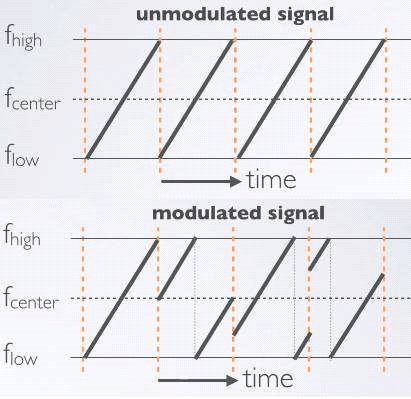 unmodulated signal
fhigh
fcenter
flow
time
modulated signal
fhigh
fcenter
flow
time